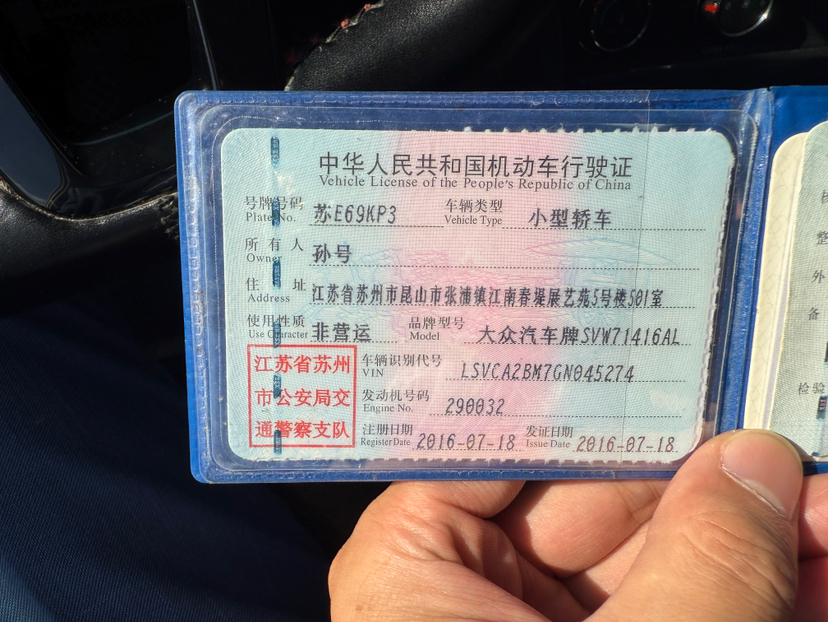 中华人民共和国机动车行驶证
Vehicle License of the People's Republic of China
号牌号码 苏E69KP3 车辆类型 小型轿车
Plate No. Vehicle Type
所有人 孙号
Owner
住址 江苏省苏州市昆山市张浦镇江南春堤展艺苑5号楼501室
Address
使用性质 非营运 品牌型号 大众汽车牌SVW71416AL
Use Character Model
江苏省苏州
市公安局交
通警察支队
车辆识别代号 LSVCA2BM7GN045274
VIN
发动机号码 290032
Engine No.
注册日期 2016-07-18 发证日期 2016-07-18
Register Date Issue Date
整
外
备
检验